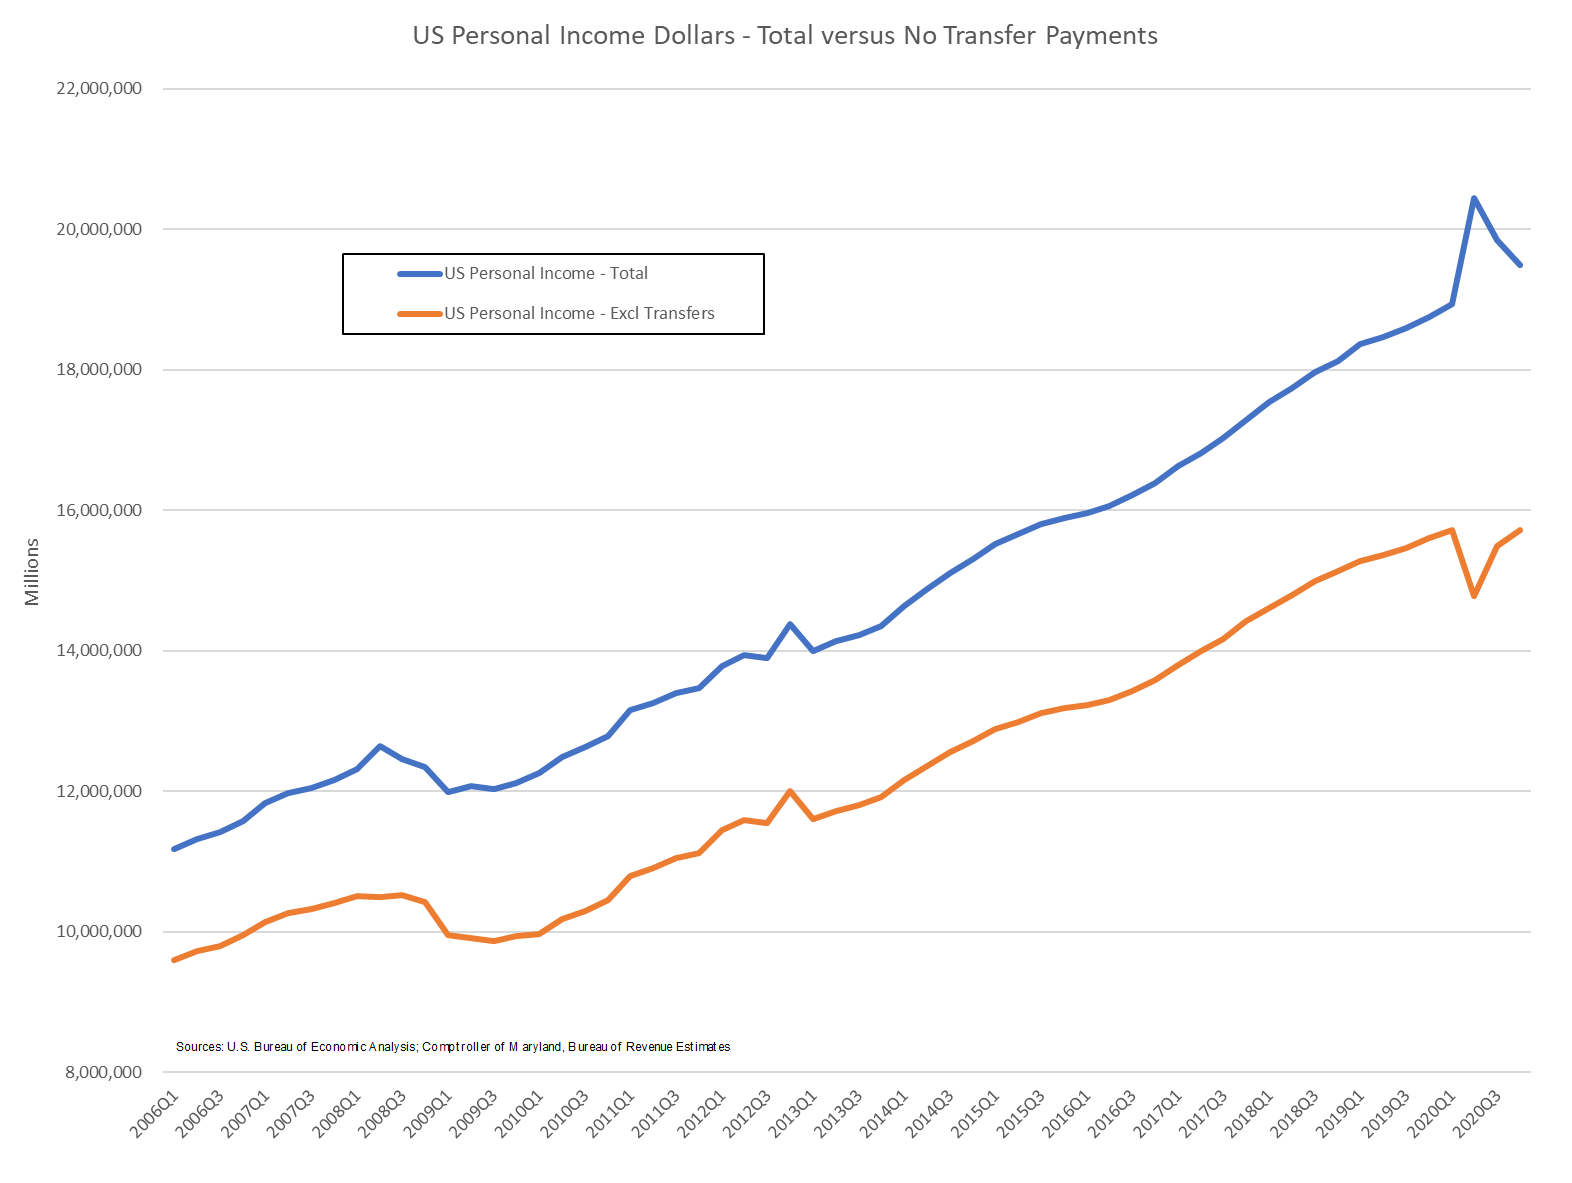 US Personal Income Dollars - Total versus No Transfer Payments
22,000,000
20,000,000
18,000,000
16,000,000
14,000,000
12,000,000
10,000,000
8,000,000
Millions
US Personal Income - Total
US Personal Income - Excl Transfers
Sources: U.S. Bureau of Economic Analysis; Comptroller of Maryland, Bureau of Revenue Estimates
2006Q1
2006Q3
2007Q1
2007Q3
2008Q1
2008Q3
2009Q1
2009Q3
2010Q1
2010Q3
2011Q1
2011Q3
2012Q1
2012Q3
2013Q1
2013Q3
2014Q1
2014Q3
2015Q1
2015Q3
2016Q1
2016Q3
2017Q1
2017Q3
2018Q1
2018Q3
2019Q1
2019Q3
2020Q1
2020Q3